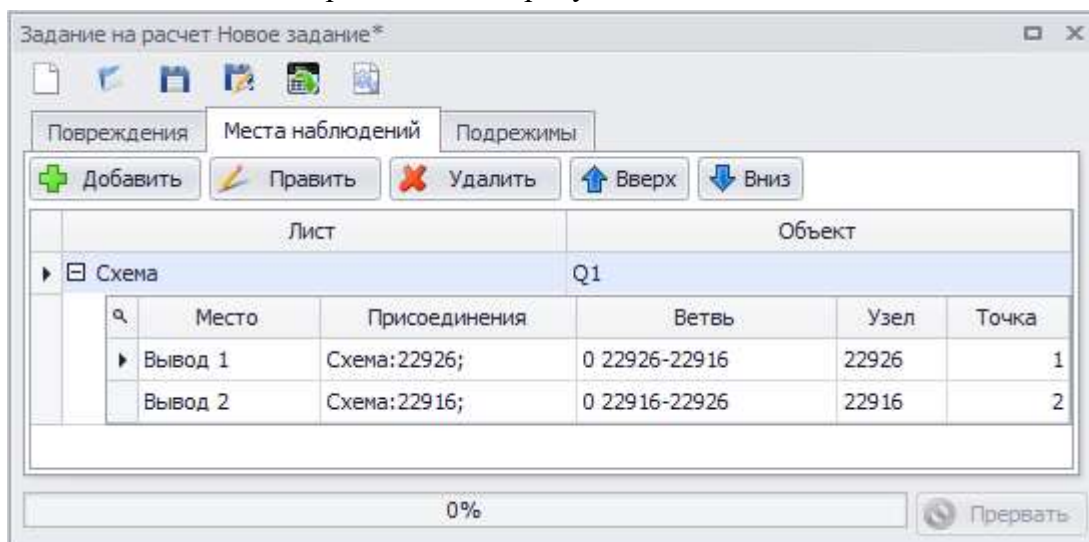 Задание на расчет Новое задание*
Повреждения Места наблюдений Подрежимы
Добавить Править Удалить Вверх Вниз
Лист Объект
Схема Q1
Место Присоединения Ветвь Узел Точка
Вывод 1 Схема:22926; 0 22926-22916 22926 1
Вывод 2 Схема:22916; 0 22916-22926 22916 2
0% Прервать